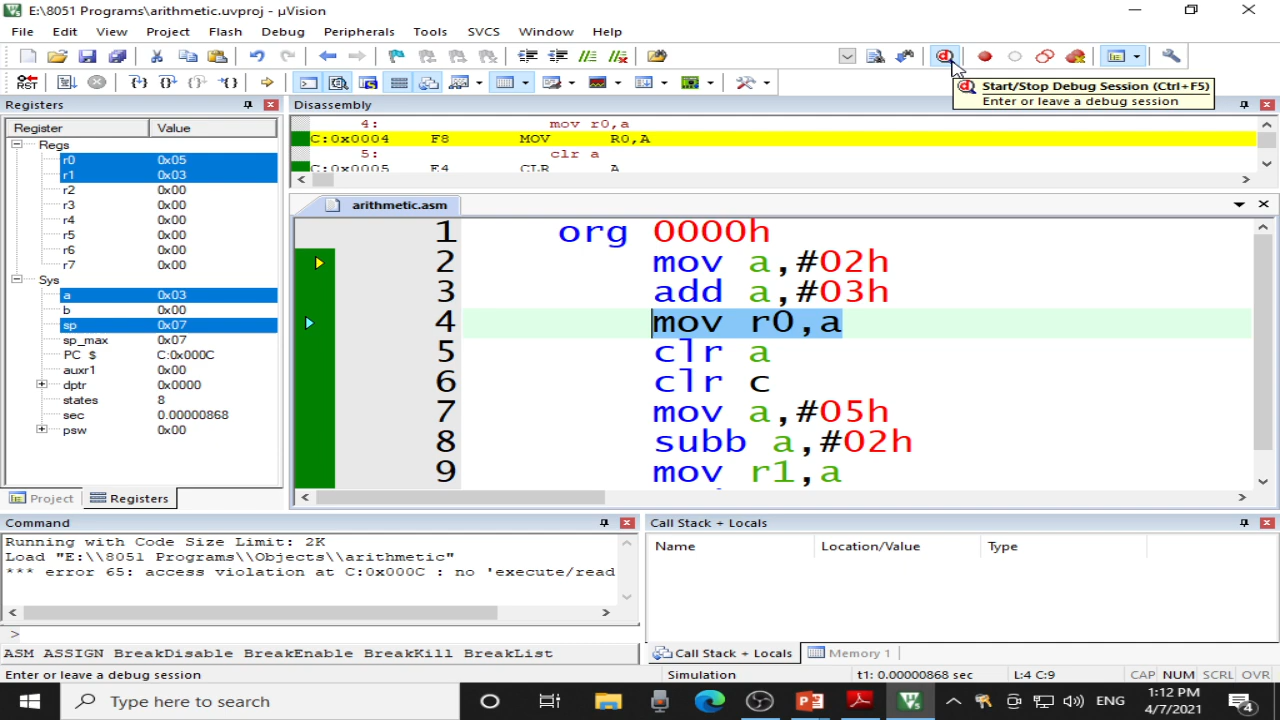 E:\8051 Programs\arithmetic.uvproj - µVision
File Edit View Project Flash Debug Peripherals Tools SVCS Window Help
Start/Stop Debug Session (Ctrl+F5)
Enter or leave a debug session
RST
Registers
Register Value
Regs
r0 0x05
r1 0x03
r2 0x00
r3 0x00
r4 0x00
r5 0x00
r6 0x00
r7 0x00
Sys
a 0x03
b 0x00
sp 0x07
sp_max 0x07
PC $ C:0x000C
auxr1 0x00
dptr 0x0000
states 8
sec 0.00000868
psw 0x00
Project Registers
Disassembly
4: mov r0,a
C:0x0004 F8 MOV R0,A
5: clr a
C:0x0005 E4 CLR A
arithmetic.asm
1 org 0000h
2 mov a,#02h
3 add a,#03h
4 mov r0,a
5 clr a
6 clr c
7 mov a,#05h
8 subb a,#02h
9 mov r1,a
Command
Running with Code Size Limit: 2K
Load "E:\\8051 Programs\\Objects\\arithmetic"
*** error 65: access violation at C:0x000C : no 'execute/read
>
ASM ASSIGN BreakDisable BreakEnable BreakKill BreakList
Call Stack + Locals
Name Location/Value Type
Call Stack + Locals Memory 1
Enter or leave a debug session Simulation t1: 0.00000868 sec L:4 C:9 CAP NUM SCRL OVR
Type here to search
ENG
1:12 PM
4/7/2021
4